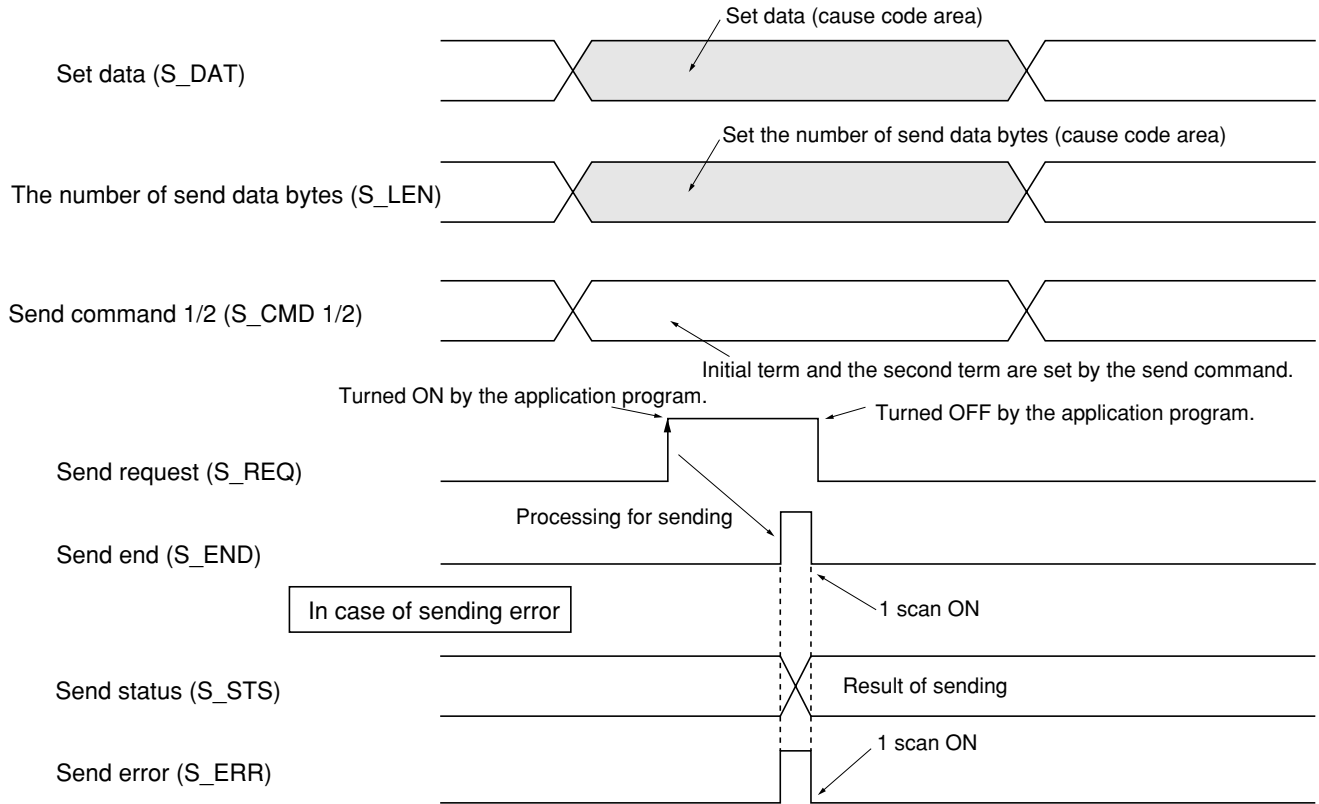 Set data (cause code area)
Set data (S_DAT)
Set the number of send data bytes (cause code area)
The number of send data bytes (S_LEN)
Send command 1/2 (S_CMD 1/2)
Initial term and the second term are set by the send command.
Turned ON by the application program.
Turned OFF by the application program.
Send request (S_REQ)
Processing for sending
Send end (S_END)
1 scan ON
In case of sending error
Send status (S_STS)
Result of sending
1 scan ON
Send error (S_ERR)